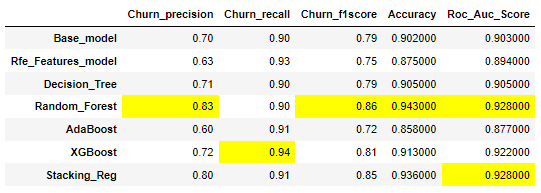 Churn_precision Churn_recall Churn_f1score Accuracy Roc_Auc_Score
Base_model 0.70 0.90 0.79 0.902000 0.903000
Rfe_Features_model 0.63 0.93 0.75 0.875000 0.894000
Decision_Tree 0.71 0.90 0.79 0.905000 0.905000
Random_Forest 0.83 0.90 0.86 0.943000 0.928000
AdaBoost 0.60 0.91 0.72 0.858000 0.877000
XGBoost 0.72 0.94 0.81 0.913000 0.922000
Stacking_Reg 0.80 0.91 0.85 0.936000 0.928000